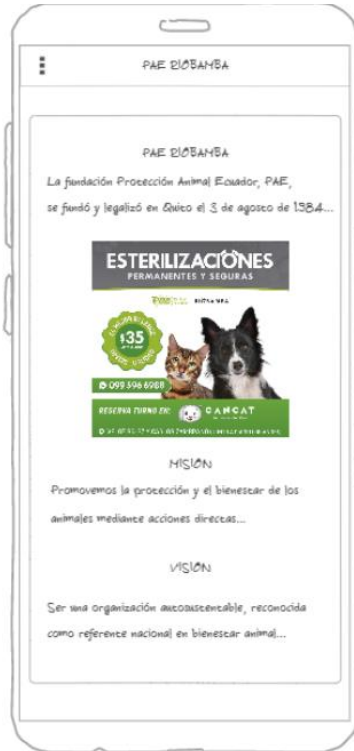 PAE RIOBAMBA
PAE RIOBAMBA
La fundación Protección Animal Ecuador, PAE,
se fundó y legalizó en Quito el 3 de agosto de 1984...
ESTERILIZACIONES
PERMANENTES Y SEGURAS
RIOBAMBA
$35
099 596 6988
RESERVA TURNO EN:
CANCAT
MISIÓN
Promovemos la protección y el bienestar de los
animales mediante acciones directas...
VISIÓN
Ser una organización autosustentable, reconocida
como referente nacional en bienestar animal...